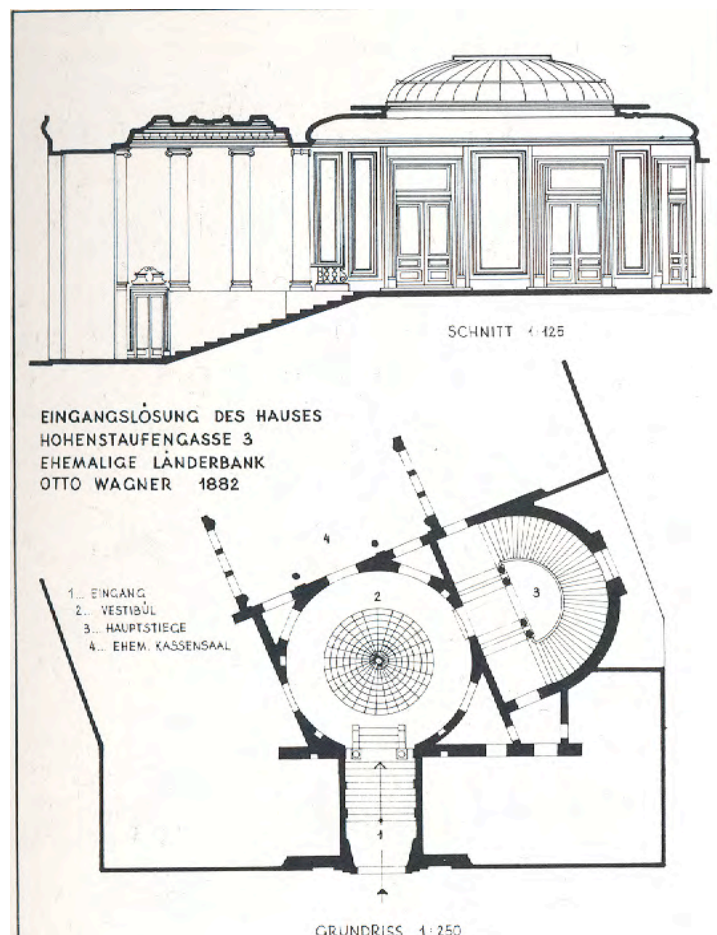 SCHNITT 1:125
EINGANGSLÖSUNG DES HAUSES
HOHENSTAUFENGASSE 3
EHEMALIGE LÄNDERBANK
OTTO WAGNER 1882
4
1... EINGANG
2... VESTIBÜL
3... HAUPTSTIEGE
4... EHEM. KASSENSAAL
2
3
1
GRUNDRISS 1:250